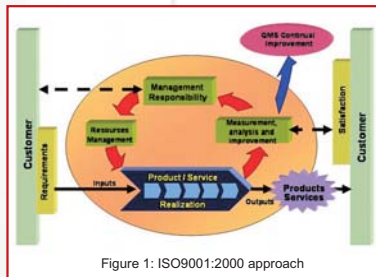 QMS Continual
Improvement
Management
Responsibility
Resources
Management
Measurement,
analysis and
improvement
Customer
Requirements
Inputs
Product / Service
Realization
Outputs
Products
Services
Satisfaction
Customer
Figure 1: ISO9001:2000 approach